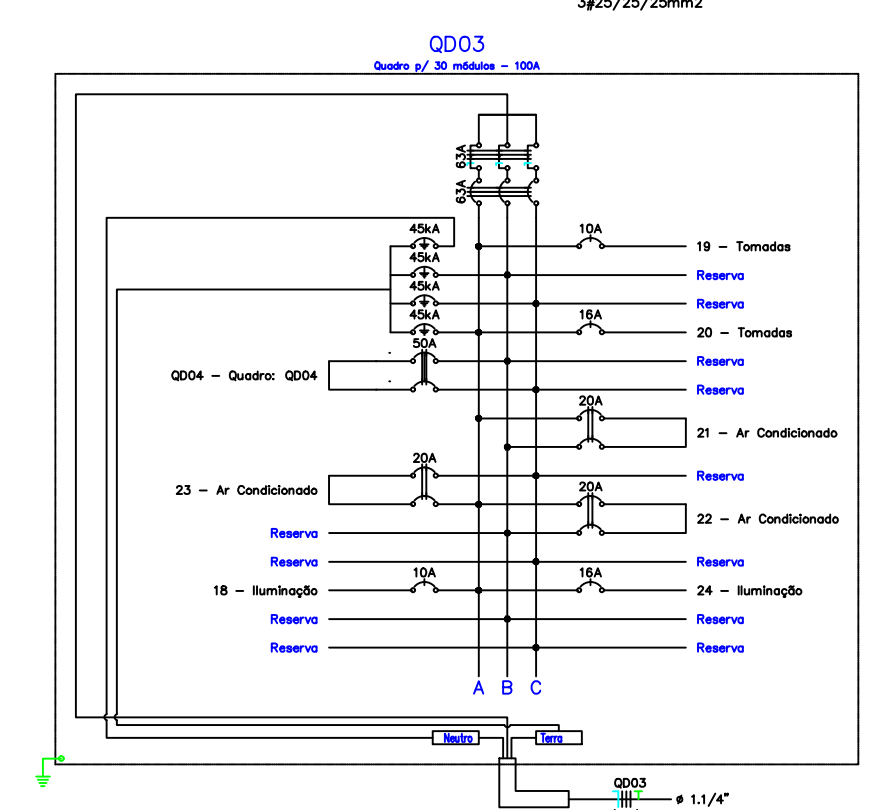 3#25/25/25mm2
QD03
Quadro p/ 30 módulos - 100A
63A
63A
45kA 10A
19 - Tomadas
45kA
Reserva
45kA
Reserva
45kA 16A
20 - Tomadas
50A
Reserva
QD04 - Quadro: QD04
Reserva
20A
21 - Ar Condicionado
20A
Reserva
23 - Ar Condicionado
20A
22 - Ar Condicionado
Reserva
Reserva
10A 16A
18 - Iluminação 24 - Iluminação
Reserva Reserva
Reserva Reserva
A B C
Neutro Terra
QD03
ø 1.1/4"